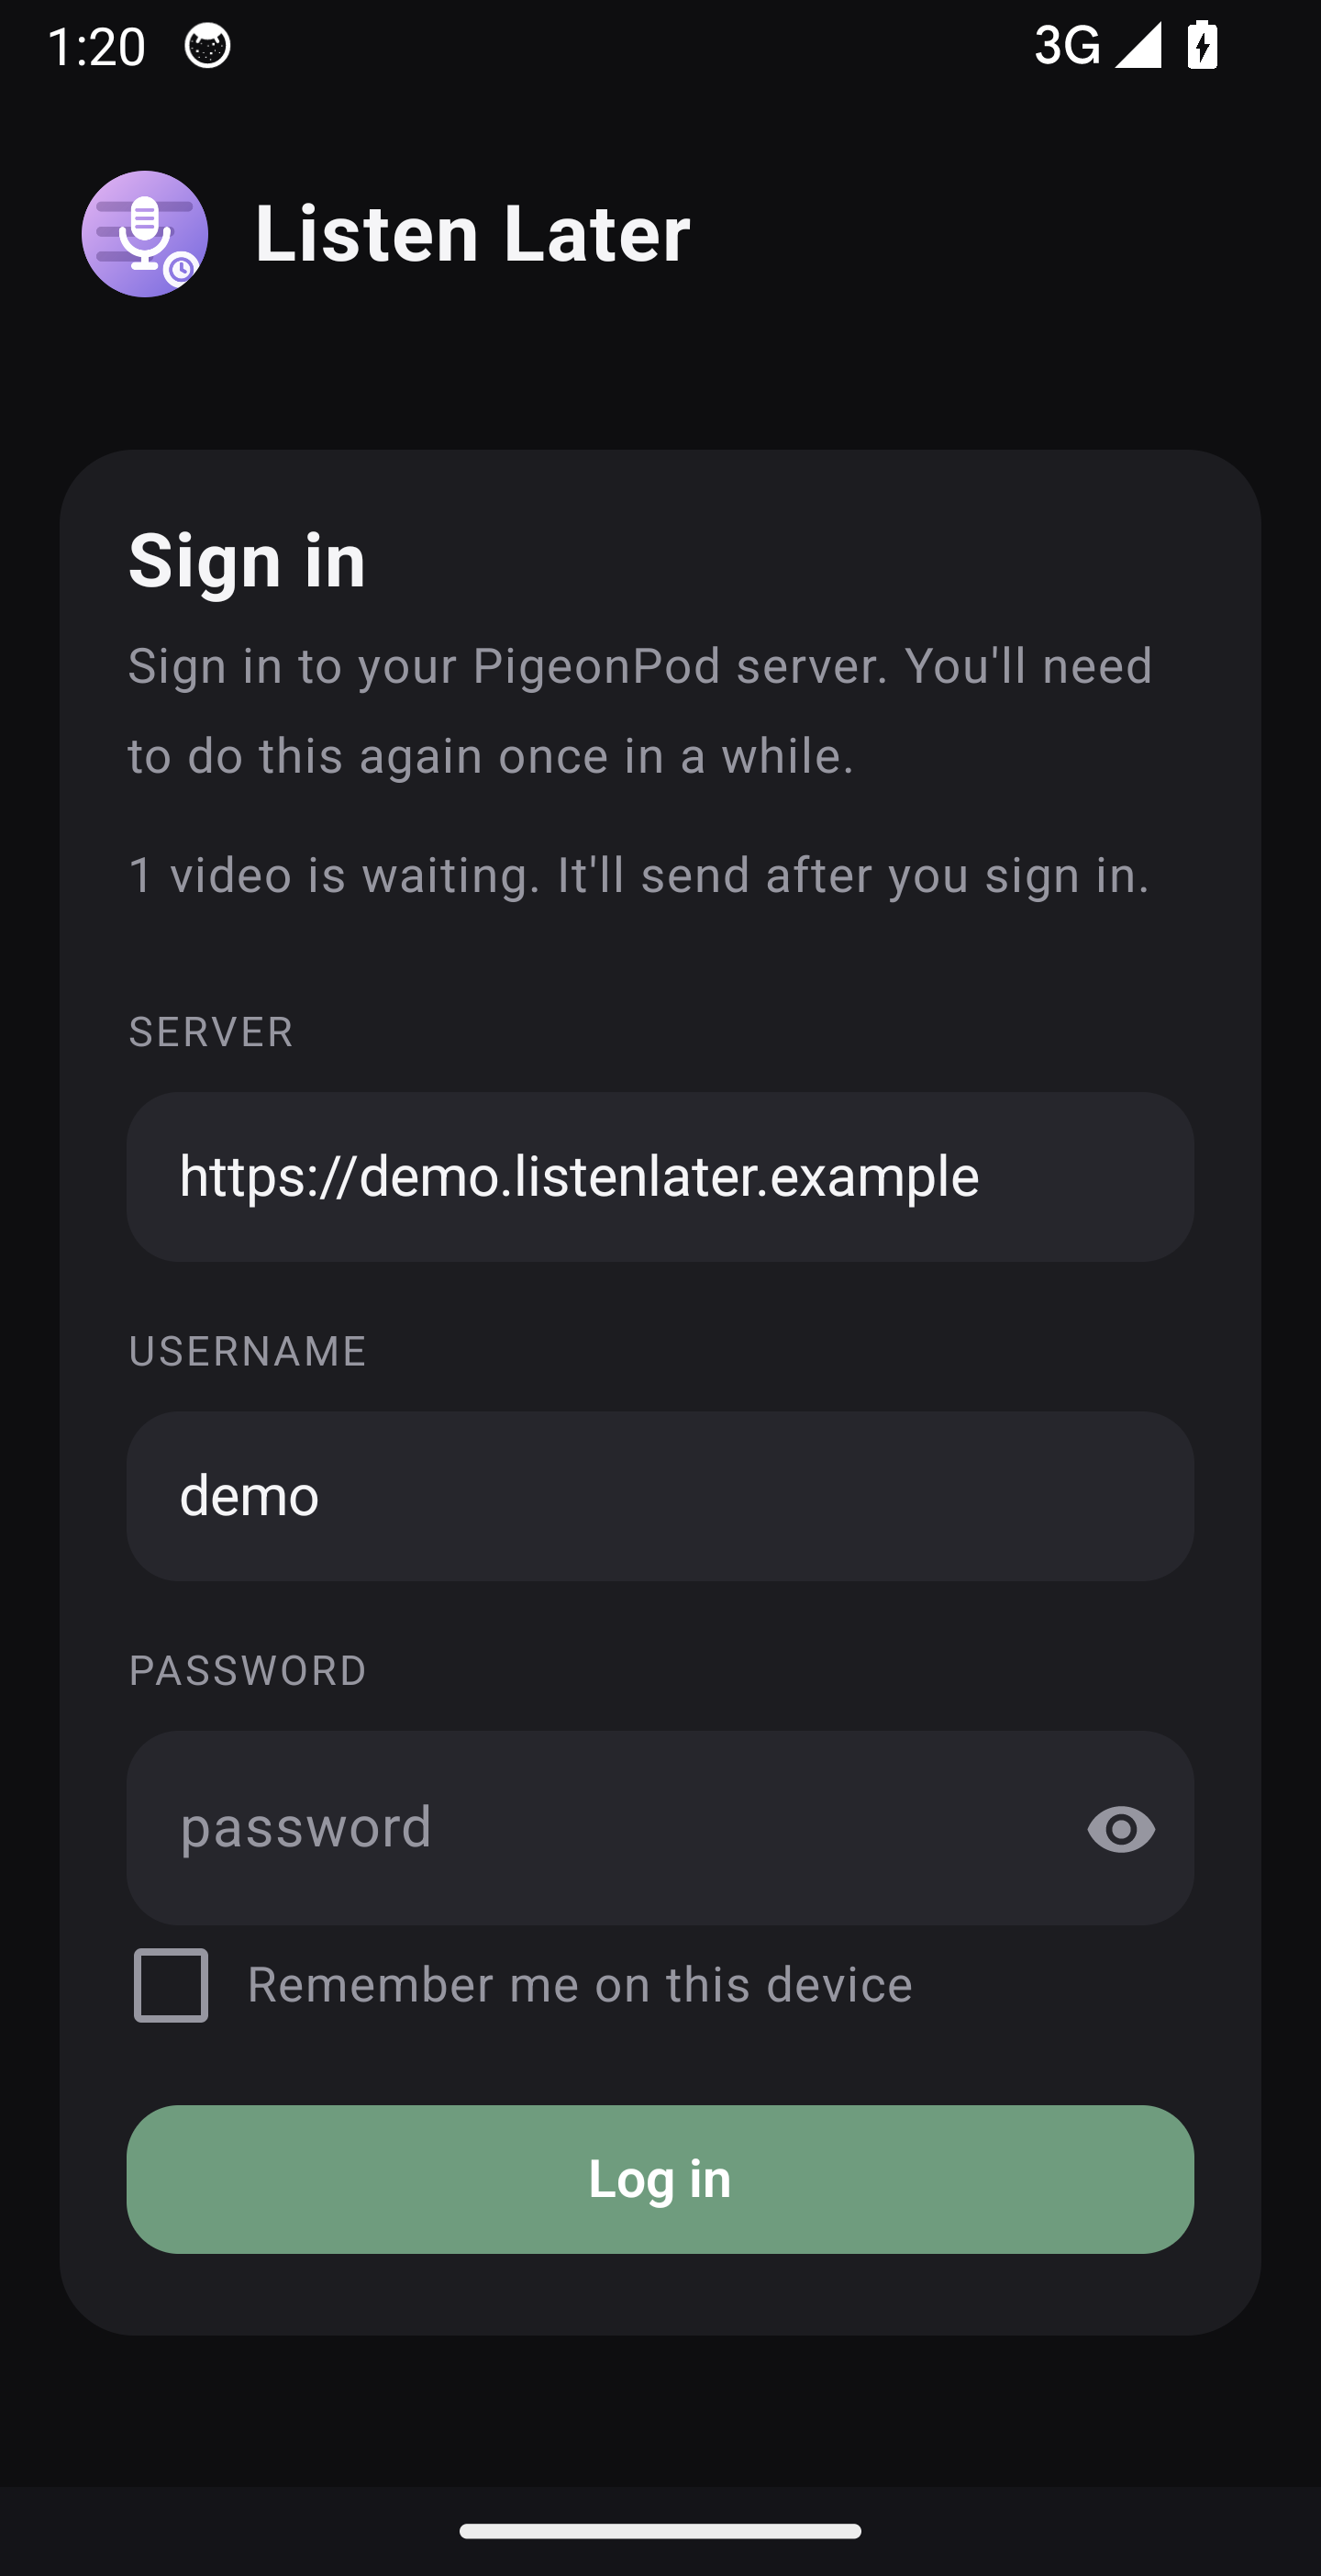 1:20
3G
Listen Later
Sign in
Sign in to your PigeonPod server. You'll need
to do this again once in a while.
1 video is waiting. It'll send after you sign in.
SERVER
https://demo.listenlater.example
USERNAME
demo
PASSWORD
password
Remember me on this device
Log in